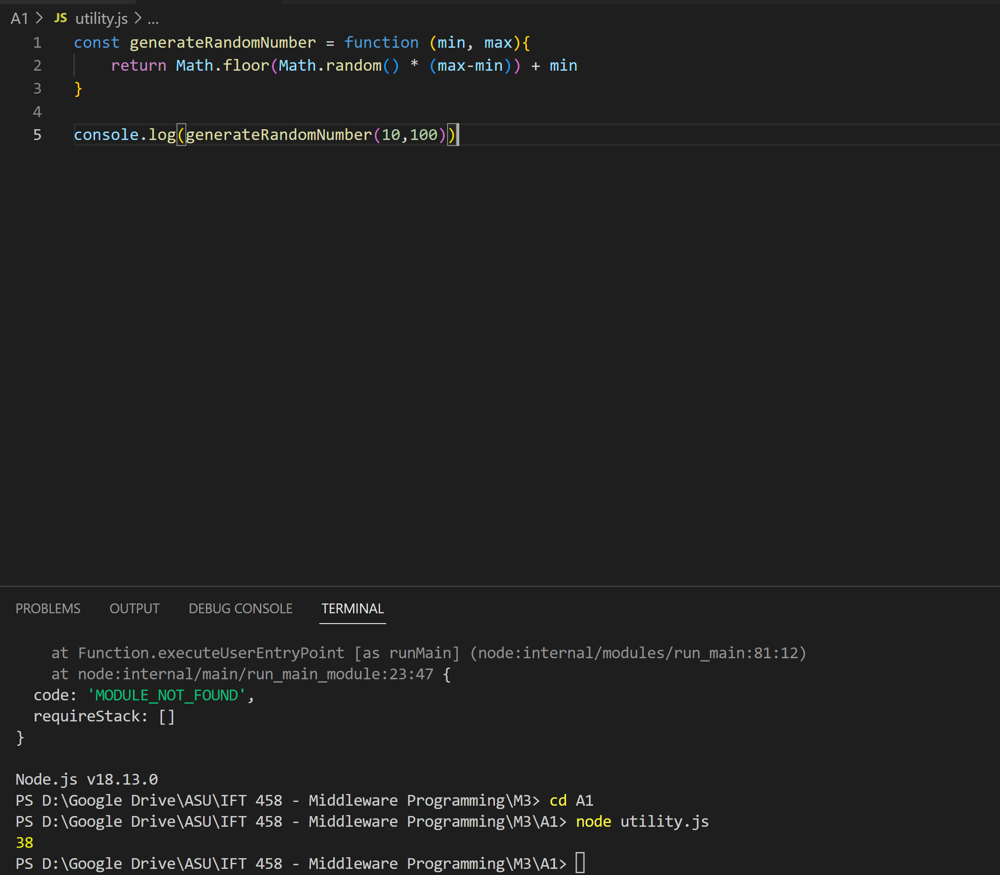 A1 > JS utility.js > ...
1 const generateRandomNumber = function (min, max){
2 return Math.floor(Math.random() * (max-min)) + min
3 }
4
5 console.log(generateRandomNumber(10,100))
PROBLEMS OUTPUT DEBUG CONSOLE TERMINAL
at Function.executeUserEntryPoint [as runMain] (node:internal/modules/run_main:81:12)
at node:internal/main/run_main_module:23:47 {
code: 'MODULE_NOT_FOUND',
requireStack: []
}
Node.js v18.13.0
PS D:\Google Drive\ASU\IFT 458 - Middleware Programming\M3> cd A1
PS D:\Google Drive\ASU\IFT 458 - Middleware Programming\M3\A1> node utility.js
38
PS D:\Google Drive\ASU\IFT 458 - Middleware Programming\M3\A1>